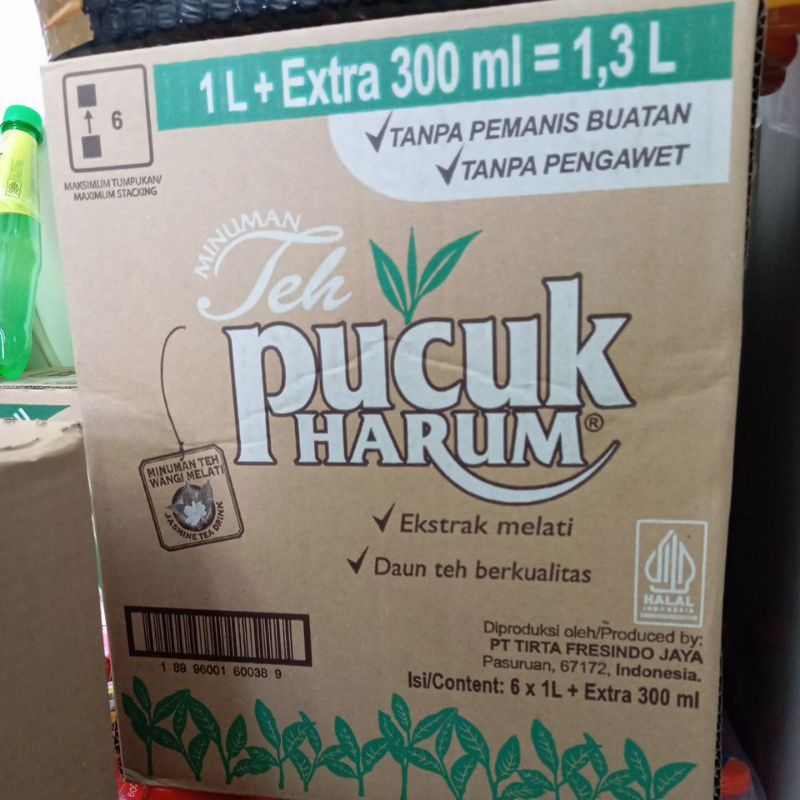 1 L + Extra 300 ml = 1,3 L
6
MAKSIMUM TUMPUKAN/
MAXIMUM STACKING
TANPA PEMANIS BUATAN
TANPA PENGAWET
MINUMAN
Teh
pucuk
HARUM®
MINUMAN TEH
WANGI MELATI
JASMINE TEA DRINK
Ekstrak melati
Daun teh berkualitas
HALAL
INDONESIA
1 89 96001 60038 9
Diproduksi oleh/Produced by:
PT TIRTA FRESINDO JAYA
Pasuruan, 67172, Indonesia.
Isi/Content: 6 x 1L + Extra 300 ml